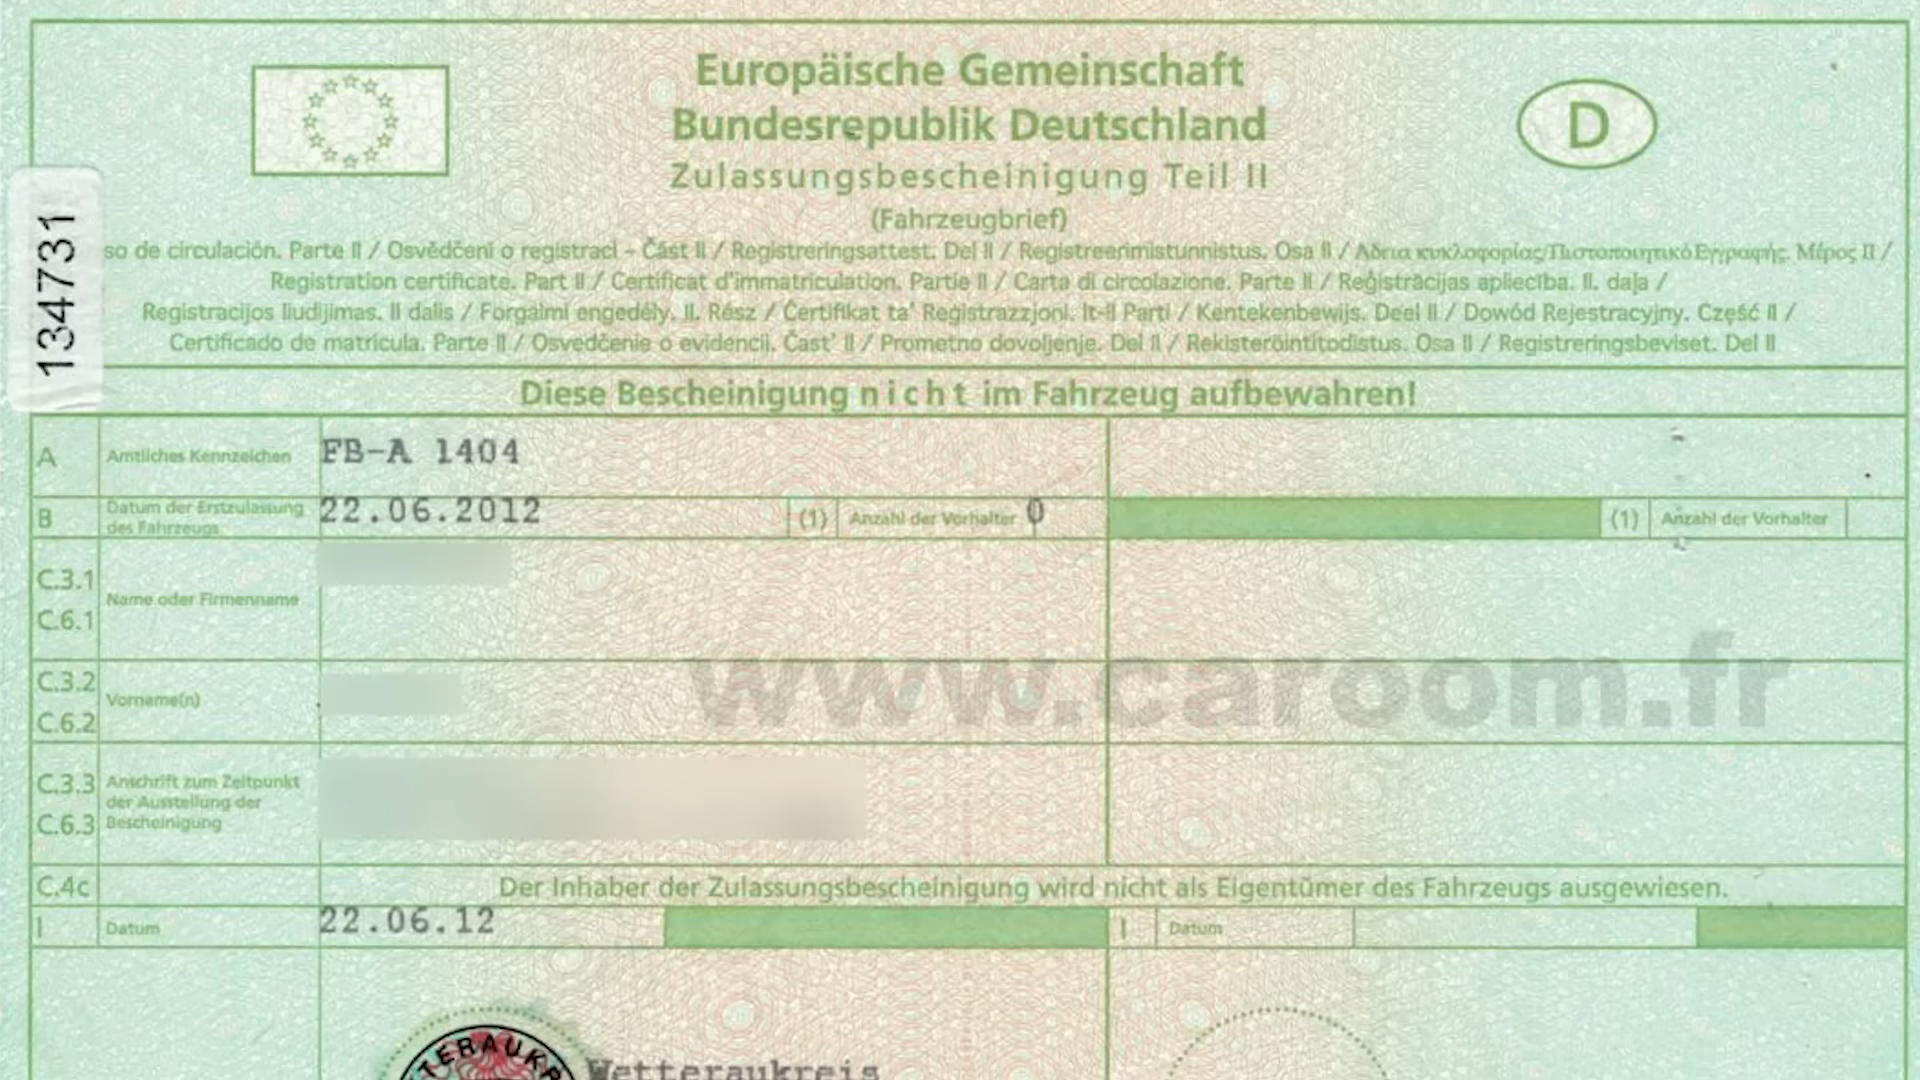 Europäische Gemeinschaft
D
Bundesrepublik Deutschland
Zulassungsbescheinigung Teil II
(Fahrzeugbrief)
134731
so de circulación. Parte II / Osvědčení o registraci – Část II / Registreringsattest. Del II / Registreerimistunnistus. Osa II / Αδεια κυκλοφορίας/Πιστοποιητικό Εγγραφής. Μέρος II /
Registration certificate. Part II / Certificat d'immatriculation. Partie II / Carta di circolazione. Parte II / Reģistrācijas apliecība. II. daļa /
Registracijos liudijimas. II dalis / Forgalmi engedély. II. Rész / Ċertifikat ta' Reġistrazzjoni. It-II Parti / Kentekenbewijs. Deel II / Dowód Rejestracyjny. Część II /
Certificado de matrícula. Parte II / Osvedčenie o evidencii. Čast' II / Prometno dovoljenje. Del II / Rekisteröintitodistus. Osa II / Registreringsbeviset. Del II
Diese Bescheinigung nicht im Fahrzeug aufbewahren!
A Amtliches Kennzeichen FB-A 1404
B Datum der Erstzulassung des Fahrzeugs 22.06.2012 (1) Anzahl der Vorhalter 0 (1) Anzahl der Vorhalter
C.3.1
C.6.1 Name oder Firmenname
C.3.2
C.6.2 Vorname(n)
www.caroom.fr
C.3.3 Anschrift zum Zeitpunkt
der Ausstellung der
C.6.3 Bescheinigung
C.4c Der Inhaber der Zulassungsbescheinigung wird nicht als Eigentümer des Fahrzeugs ausgewiesen.
I Datum 22.06.12 I Datum
TERAUKR
Wetteraukreis